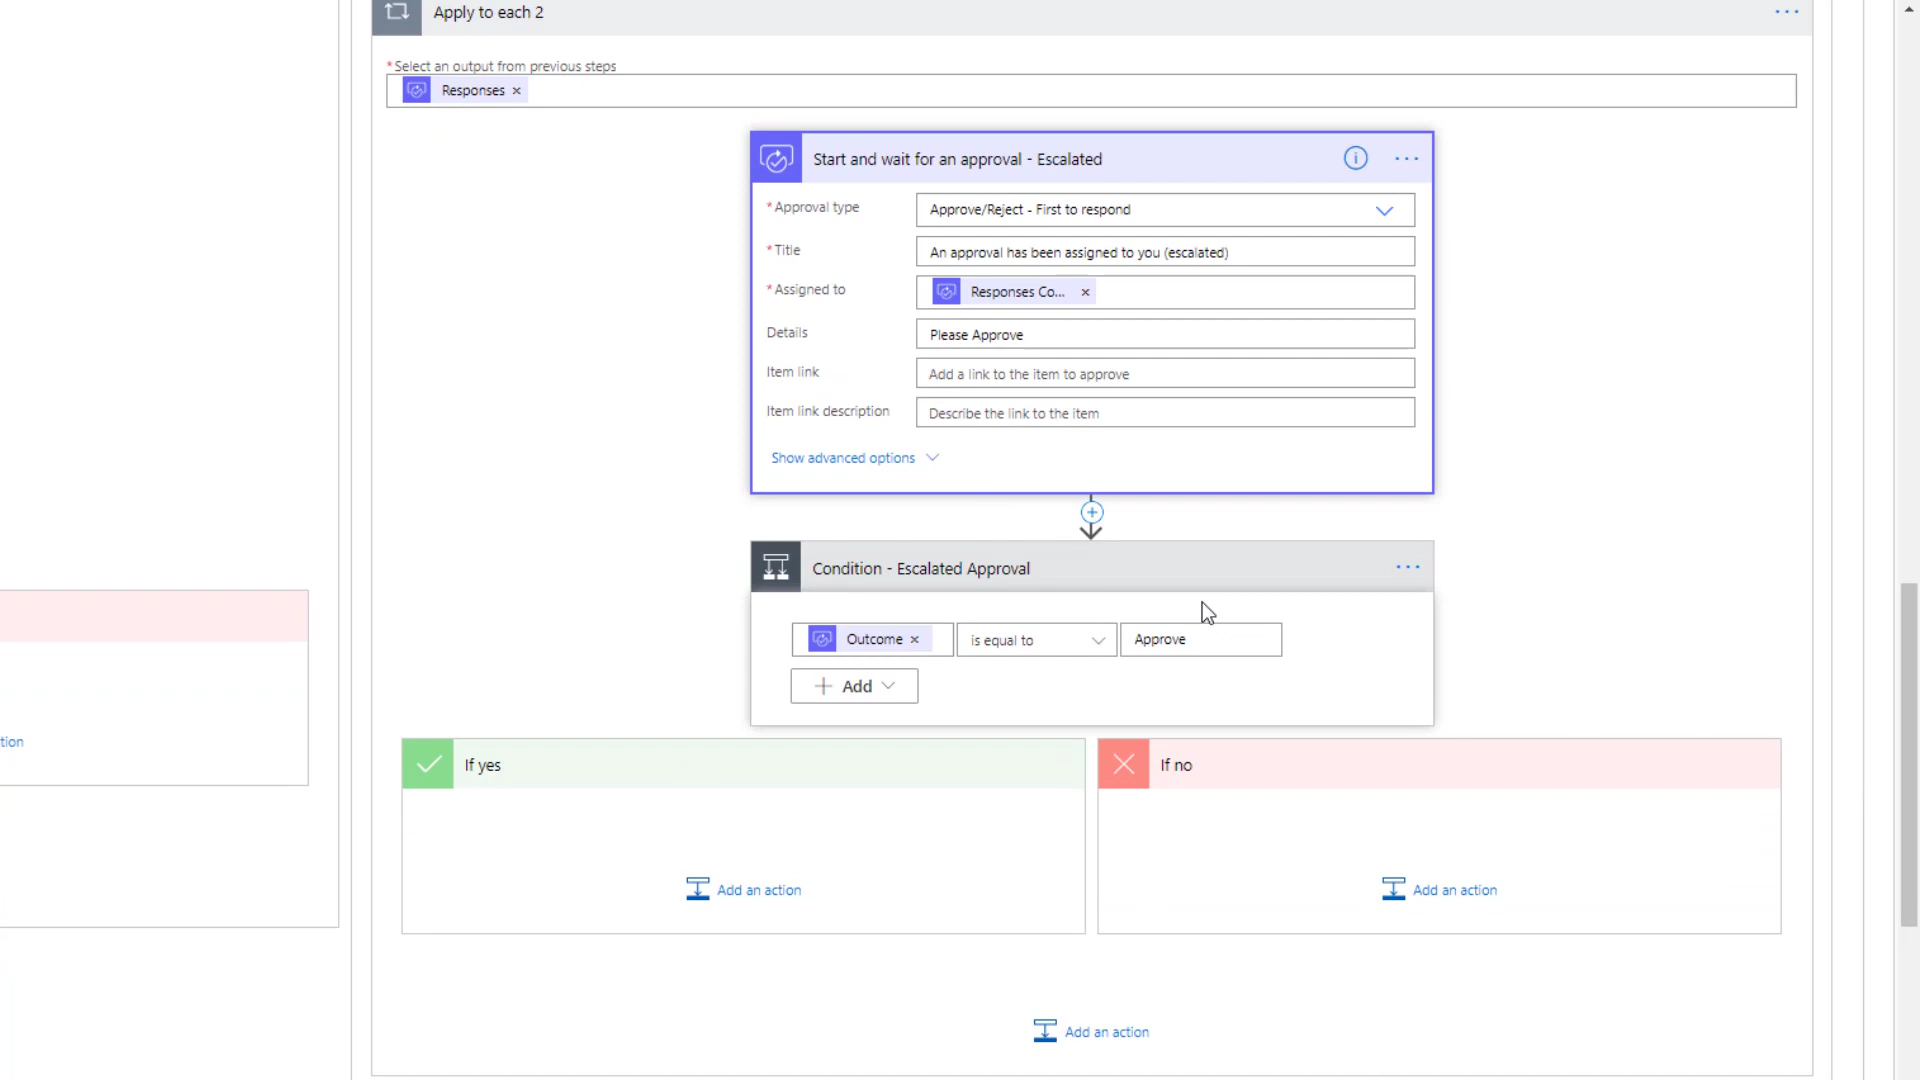 Apply to each 2
* Select an output from previous steps
Responses ×
Start and wait for an approval - Escalated
* Approval type
Approve/Reject - First to respond
* Title
An approval has been assigned to you (escalated)
* Assigned to
Responses Co... ×
Details
Please Approve
Item link
Add a link to the item to approve
Item link description
Describe the link to the item
Show advanced options
Condition - Escalated Approval
Outcome × is equal to Approve
+ Add
If yes
If no
tion
Add an action
Add an action
Add an action